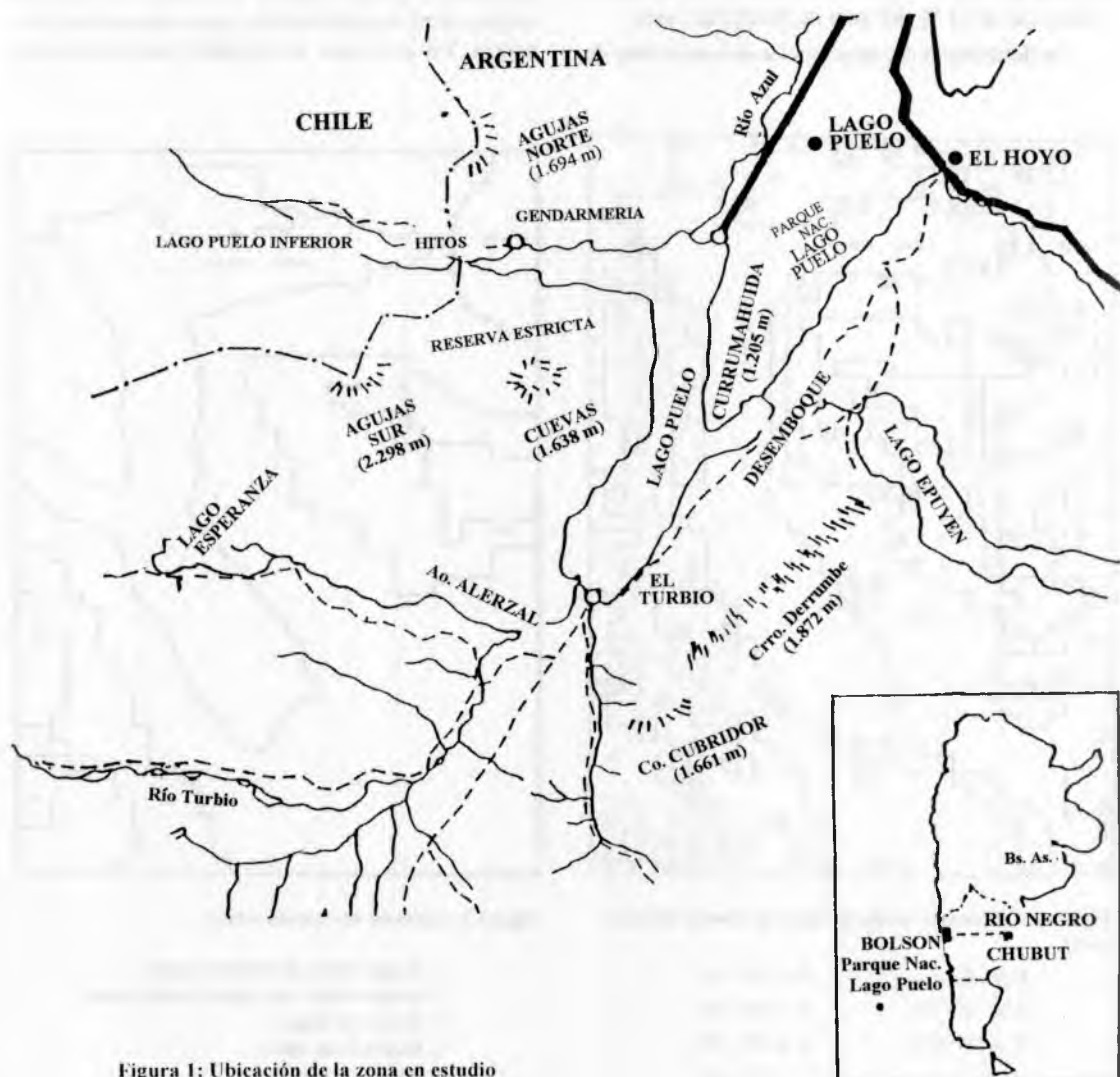 ARGENTINA
CHILE
AGUJAS
NORTE
(1.694 m)
Río Azul
LAGO
PUELO
EL HOYO
GENDARMERIA
LAGO PUELO INFERIOR
HITOS
PARQUE
NAC.
LAGO
PUELO
RESERVA ESTRICTA
CURRUMAHUIDA
(1.205 m)
AGUJAS
SUR
(2.298 m)
CUEVAS
(1.638 m)
LAGO PUELO
DESEMBOQUE
LAGO EPUYEN
LAGO
ESPERANZA
Ao. ALERZAL
EL
TURBIO
Crro. Derrumbe
(1.872 m)
Co. CUBRIDOR
(1.661 m)
Río Turbio
Bs. As.
RIO NEGRO
BOLSON
CHUBUT
Parque Nac.
Lago Puelo
Figura 1: Ubicación de la zona en estudio